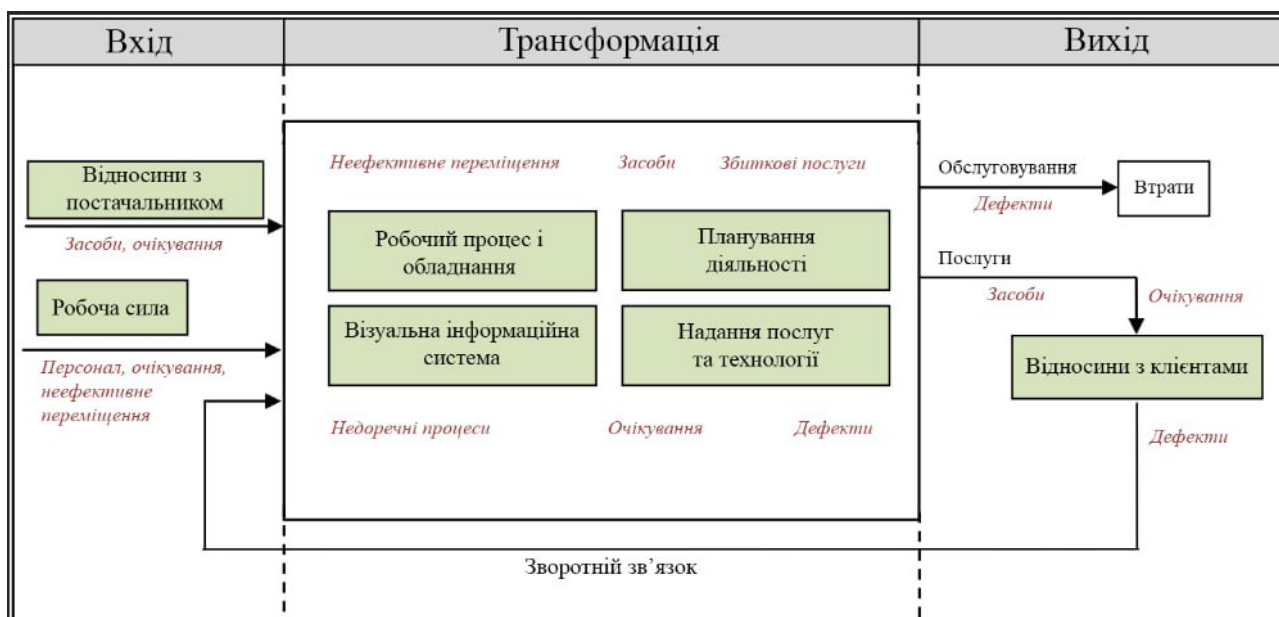 Вхід
Трансформація
Вихід
Відносини з
постачальником
Засоби, очікування
Робоча сила
Персонал, очікування,
неефективне
переміщення
Неефективне переміщення
Засоби
Збиткові послуги
Робочий процес і
обладнання
Планування
діяльності
Візуальна інформаційна
система
Надання послуг
та технології
Недоречні процеси
Очікування
Дефекти
Обслуговування
Дефекти
Втрати
Послуги
Засоби
Очікування
Відносини з клієнтами
Дефекти
Зворотній зв’язок